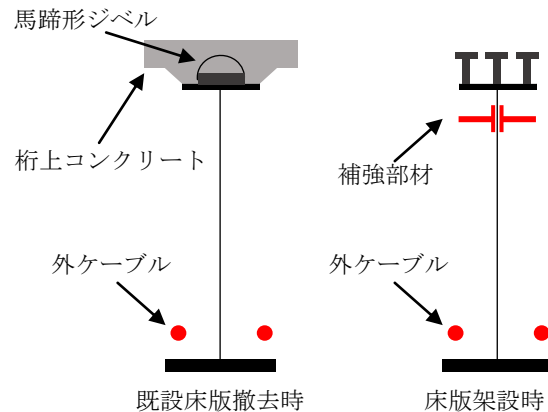 馬蹄形ジベル
桁上コンクリート
外ケーブル
既設床版撤去時
補強部材
外ケーブル
床版架設時